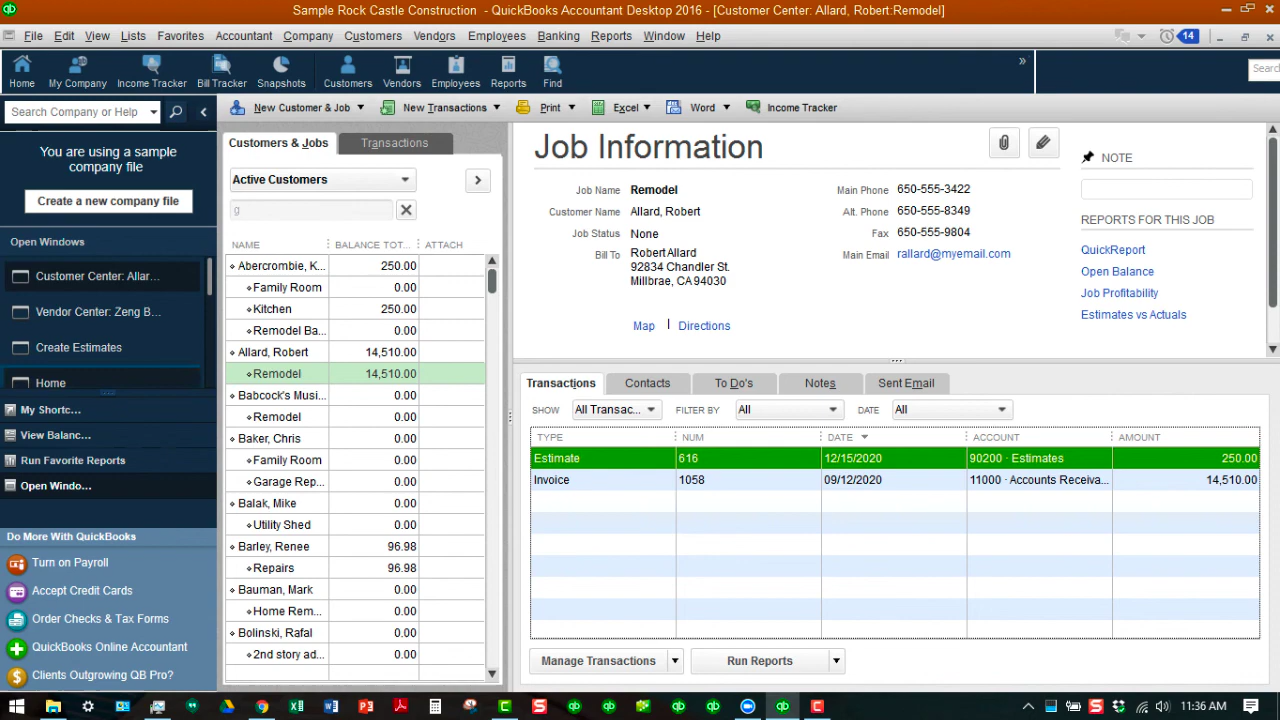 Sample Rock Castle Construction - QuickBooks Accountant Desktop 2016 - [Customer Center: Allard, Robert:Remodel]
File Edit View Lists Favorites Accountant Company Customers Vendors Employees Banking Reports Window Help
14
Home My Company Income Tracker Bill Tracker Snapshots Customers Vendors Employees Reports Find
Searc
Search Company or Help
New Customer & Job New Transactions Print Excel Word Income Tracker
You are using a sample
company file
Create a new company file
Open Windows
Customer Center: Allar...
Vendor Center: Zeng B...
Create Estimates
Home
My Shortc...
View Balanc...
Run Favorite Reports
Open Windo...
Do More With QuickBooks
Turn on Payroll
Accept Credit Cards
Order Checks & Tax Forms
QuickBooks Online Accountant
Clients Outgrowing QB Pro?
Customers & Jobs Transactions
Active Customers
g
NAME BALANCE TOT... ATTACH
Abercrombie, K... 250.00
Family Room 0.00
Kitchen 250.00
Remodel Ba... 0.00
Allard, Robert 14,510.00
Remodel 14,510.00
Babcock's Musi... 0.00
Remodel 0.00
Baker, Chris 0.00
Family Room 0.00
Garage Rep... 0.00
Balak, Mike 0.00
Utility Shed 0.00
Barley, Renee 96.98
Repairs 96.98
Bauman, Mark 0.00
Home Rem... 0.00
Bolinski, Rafal 0.00
2nd story ad... 0.00
Job Information
Job Name Remodel
Customer Name Allard, Robert
Job Status None
Bill To Robert Allard
92834 Chandler St.
Millbrae, CA 94030
Map | Directions
Main Phone 650-555-3422
Alt. Phone 650-555-8349
Fax 650-555-9804
Main Email rallard@myemail.com
NOTE
REPORTS FOR THIS JOB
QuickReport
Open Balance
Job Profitability
Estimates vs Actuals
Transactions Contacts To Do's Notes Sent Email
SHOW All Transac... FILTER BY All DATE All
TYPE NUM DATE ACCOUNT AMOUNT
Estimate 616 12/15/2020 90200 · Estimates 250.00
Invoice 1058 09/12/2020 11000 · Accounts Receiva... 14,510.00
Manage Transactions Run Reports
11:36 AM